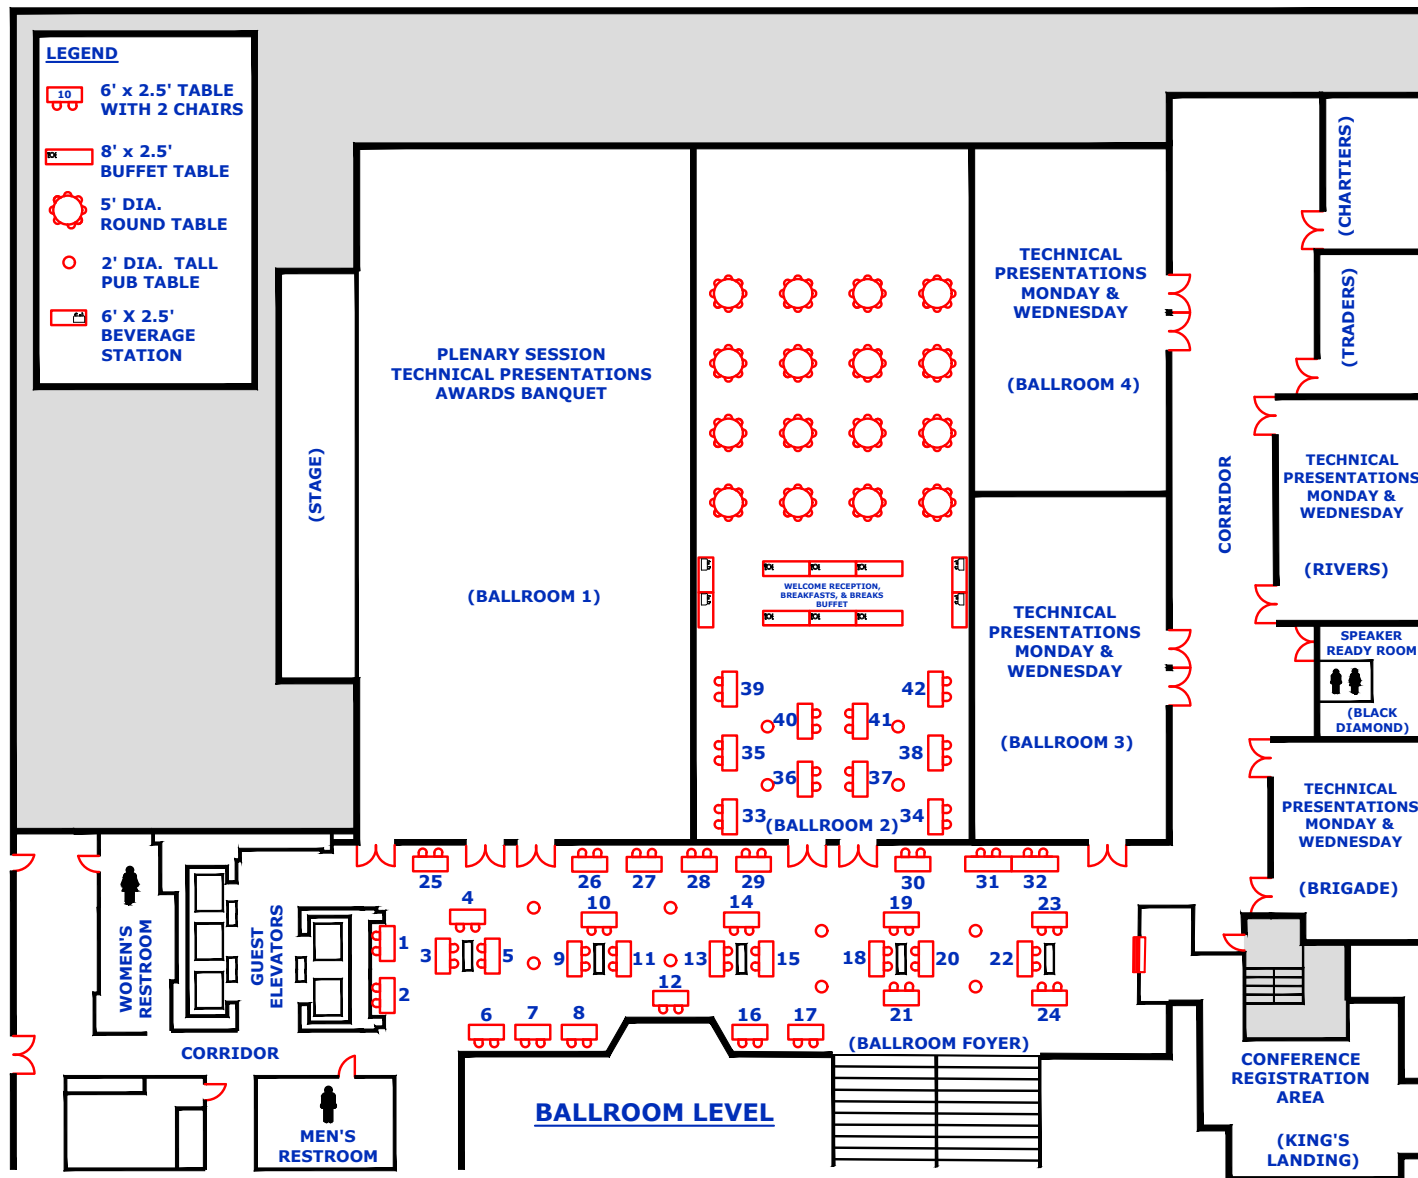 LEGEND
10
6' x 2.5' TABLE
WITH 2 CHAIRS
8' x 2.5'
BUFFET TABLE
5' DIA.
ROUND TABLE
2' DIA. TALL
PUB TABLE
6' X 2.5'
BEVERAGE
STATION
(STAGE)
PLENARY SESSION
TECHNICAL PRESENTATIONS
AWARDS BANQUET
(BALLROOM 1)
WELCOME RECEPTION,
BREAKFASTS, & BREAKS
BUFFET
39
42
40
41
35
38
36
37
33
34
(BALLROOM 2)
TECHNICAL
PRESENTATIONS
MONDAY &
WEDNESDAY
(BALLROOM 4)
TECHNICAL
PRESENTATIONS
MONDAY &
WEDNESDAY
(BALLROOM 3)
CORRIDOR
(CHARTIERS)
(TRADERS)
TECHNICAL
PRESENTATIONS
MONDAY &
WEDNESDAY
(RIVERS)
SPEAKER
READY ROOM
(BLACK
DIAMOND)
TECHNICAL
PRESENTATIONS
MONDAY &
WEDNESDAY
(BRIGADE)
25
26
27
28
29
30
31
32
4
10
14
19
23
1
3
5
9
11
13
15
18
20
22
2
12
21
24
6
7
8
16
17
(BALLROOM FOYER)
WOMEN'S
RESTROOM
GUEST
ELEVATORS
CORRIDOR
MEN'S
RESTROOM
BALLROOM LEVEL
CONFERENCE
REGISTRATION
AREA
(KING'S
LANDING)